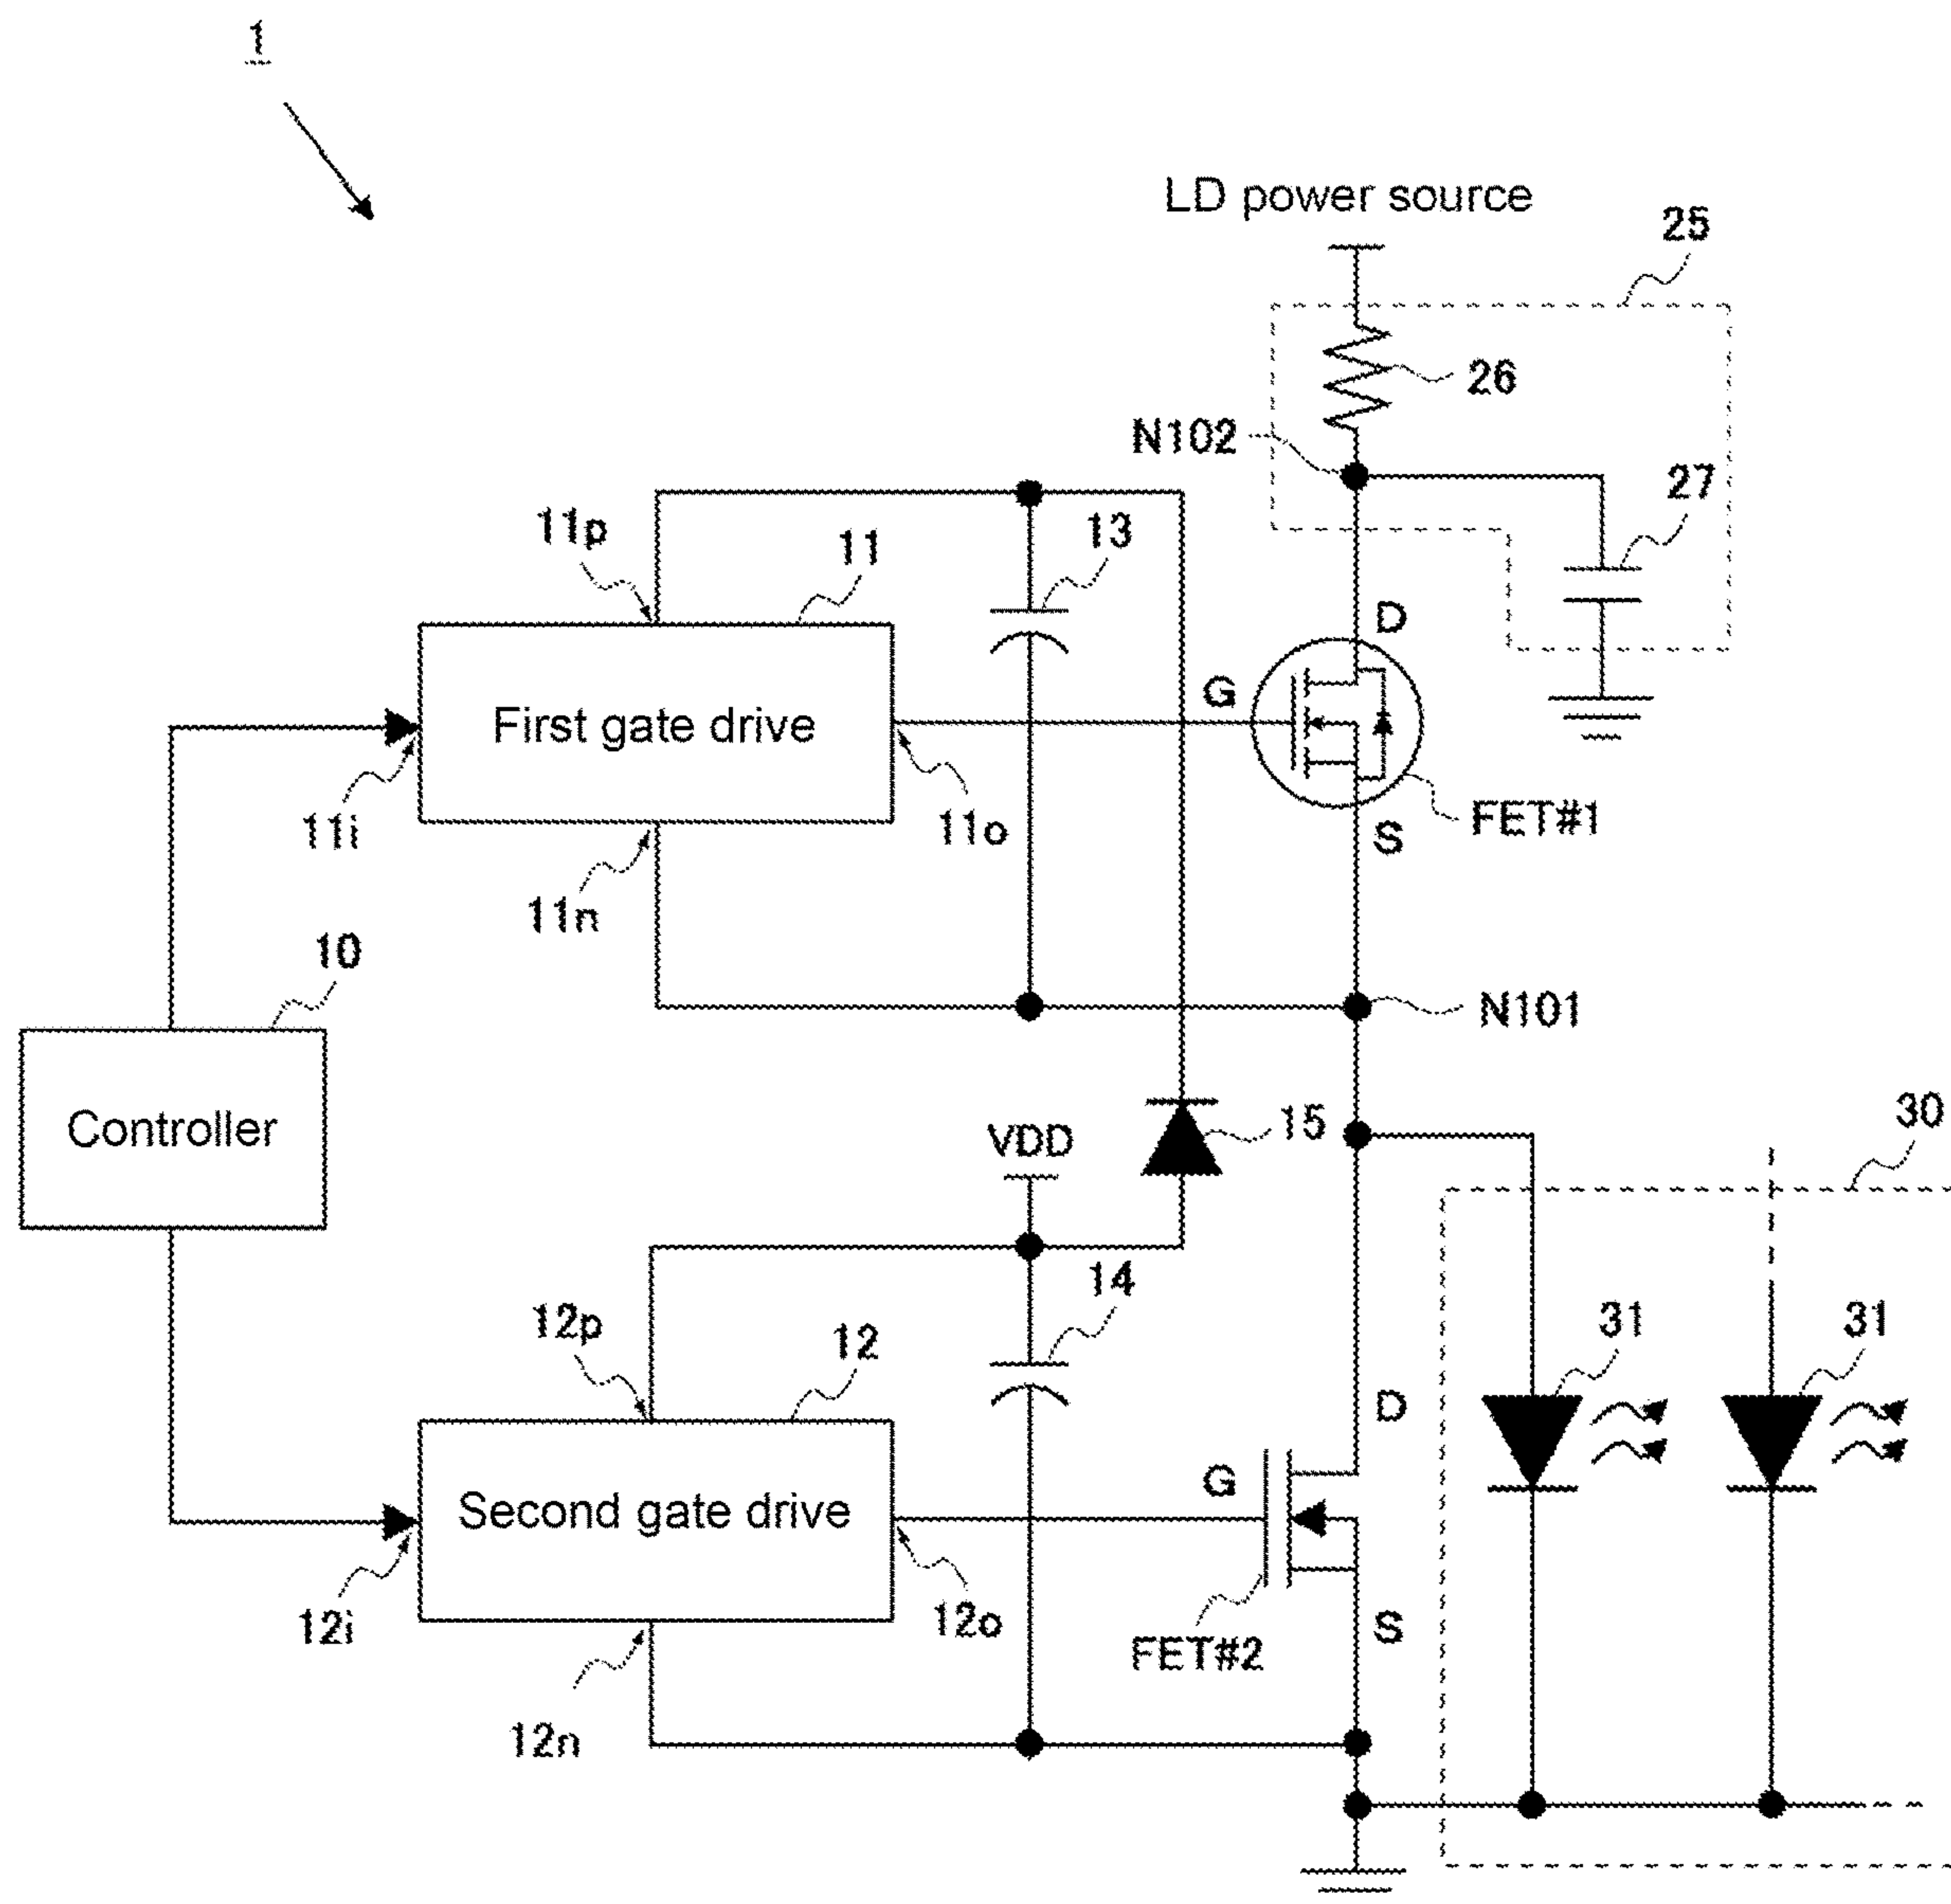 1
LD power source
25
26
N102
27
11p
11
13
D
G
First gate drive
11i
11o
FET#1
S
11n
10
N101
Controller
VDD
15
30
14
12p
12
31
31
D
G
Second gate drive
12i
12o
FET#2
S
12n